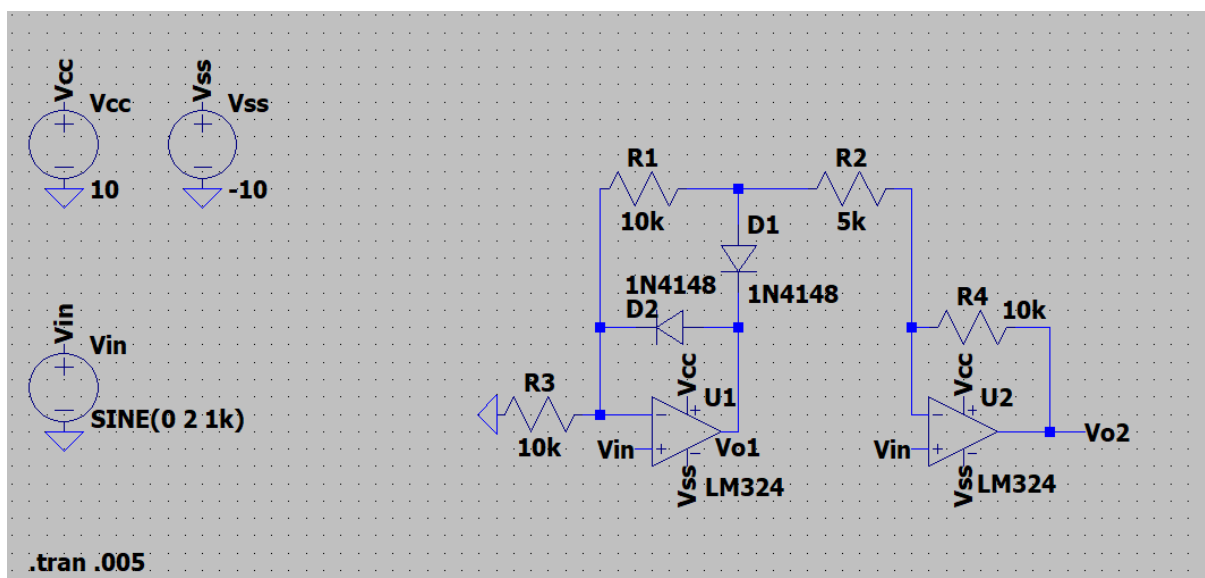 Vcc
Vcc
10
Vss
Vss
-10
Vin
Vin
SINE(0 2 1k)
.tran .005
R1
10k
R2
5k
D1
1N4148
1N4148
D2
R3
10k
Vcc
U1
Vin
Vo1
Vss
LM324
R4
10k
Vcc
U2
Vin
Vo2
Vss
LM324